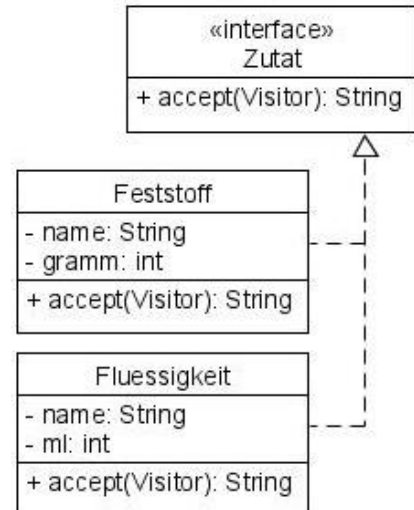 «interface»
Zutat
+ accept(Visitor): String
Feststoff
- name: String
- gramm: int
+ accept(Visitor): String
Fluessigkeit
- name: String
- ml: int
+ accept(Visitor): String